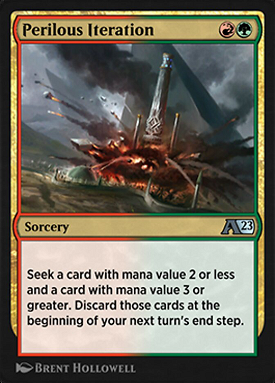 Perilous Iteration
Sorcery
A23
Seek a card with mana value 2 or less
and a card with mana value 3 or
greater. Discard those cards at the
beginning of your next turn's end step.
Brent Hollowell